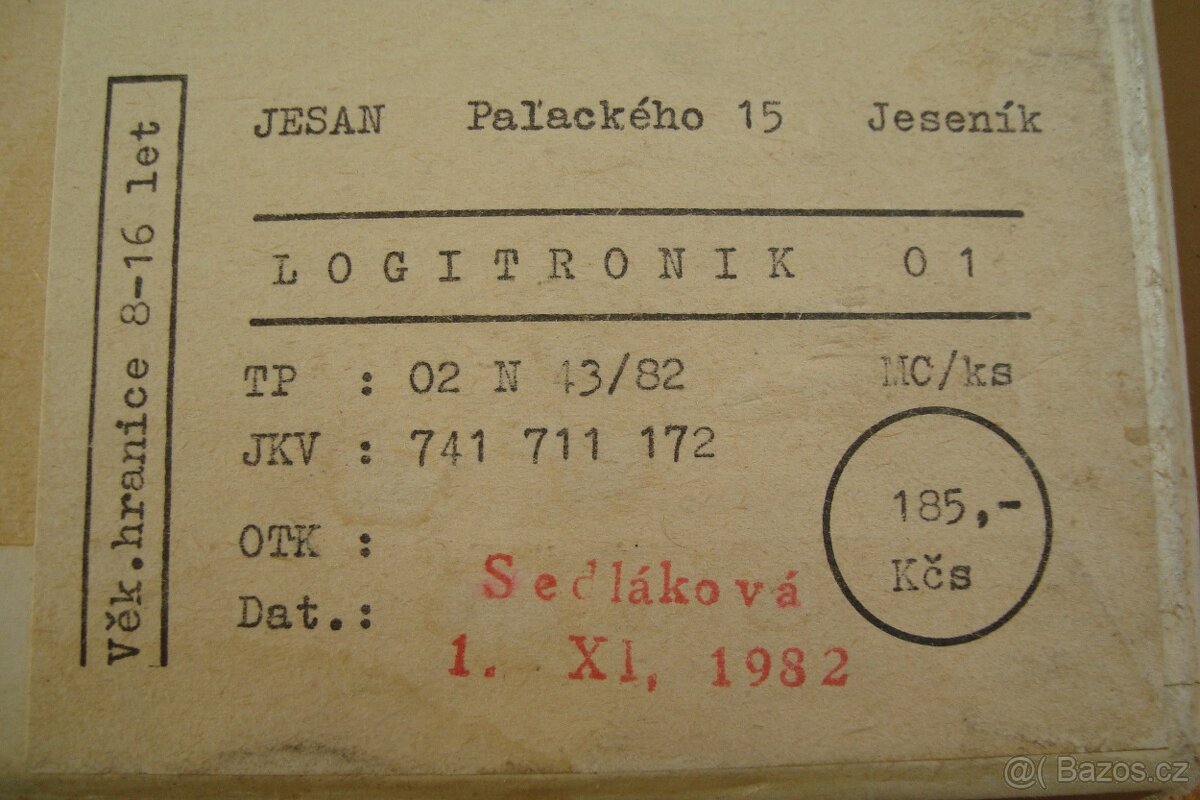 Věk.hranice 8-16 let
JESAN Paľackého 15 Jeseník
LOGITRONIK 01
TP : 02 N 43/82 MC/ks
JKV : 741 711 172
185,-
Kčs
OTK :
Sedláková
Dat.:
1. XI, 1982
@( Bazos.cz